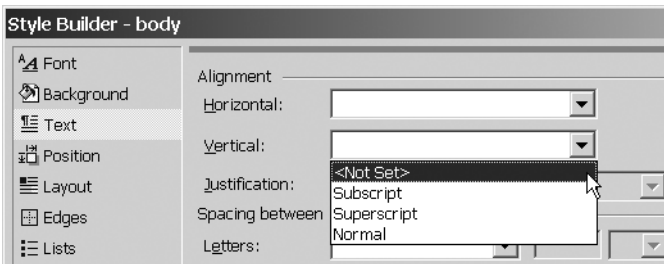 Style Builder - body
Font
Background
Text
Position
Layout
Edges
Lists
Alignment
Horizontal:
Vertical:
<Not Set>
Subscript
Superscript
Normal
Justification:
Spacing between
Letters: